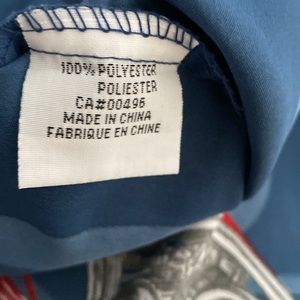 100% POLYESTER
POLIESTER
CA#00496
MADE IN CHINA
FABRIQUE EN CHINE